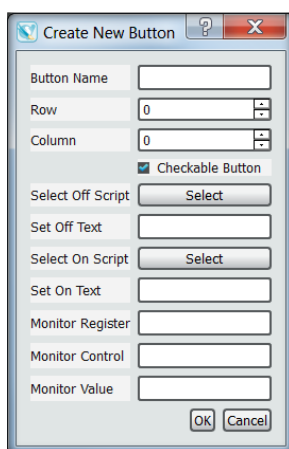 Create New Button ? X
Button Name
Row 0
Column 0
Checkable Button
Select Off Script Select
Set Off Text
Select On Script Select
Set On Text
Monitor Register
Monitor Control
Monitor Value
OK Cancel